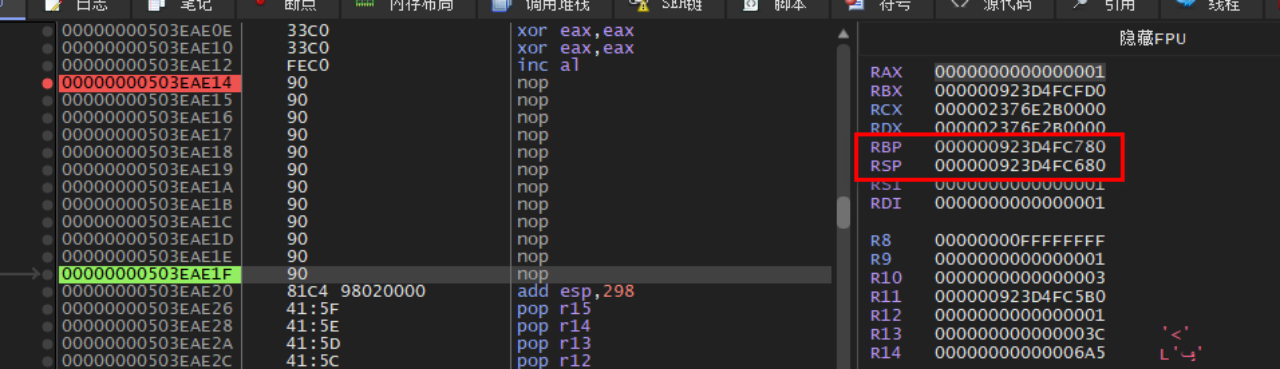 日志 笔记 断点 内存布局 调用堆栈 SEH链 脚本 符号 源代码 引用 线程
00000000503EAE0E 33C0 xor eax,eax
00000000503EAE10 33C0 xor eax,eax
00000000503EAE12 FEC0 inc al
00000000503EAE14 90 nop
00000000503EAE15 90 nop
00000000503EAE16 90 nop
00000000503EAE17 90 nop
00000000503EAE18 90 nop
00000000503EAE19 90 nop
00000000503EAE1A 90 nop
00000000503EAE1B 90 nop
00000000503EAE1C 90 nop
00000000503EAE1D 90 nop
00000000503EAE1E 90 nop
00000000503EAE1F 90 nop
00000000503EAE20 81C4 98020000 add esp,298
00000000503EAE26 41:5F pop r15
00000000503EAE28 41:5E pop r14
00000000503EAE2A 41:5D pop r13
00000000503EAE2C 41:5C pop r12
隐藏FPU
RAX 0000000000000001
RBX 000000923D4FCFD0
RCX 000002376E2B0000
RDX 000002376E2B0000
RBP 000000923D4FC780
RSP 000000923D4FC680
RSI 0000000000000001
RDI 0000000000000001
R8 00000000FFFFFFFF
R9 0000000000000001
R10 0000000000000003
R11 000000923D4FC5B0
R12 0000000000000001
R13 000000000000003C '<'
R14 00000000000006A5